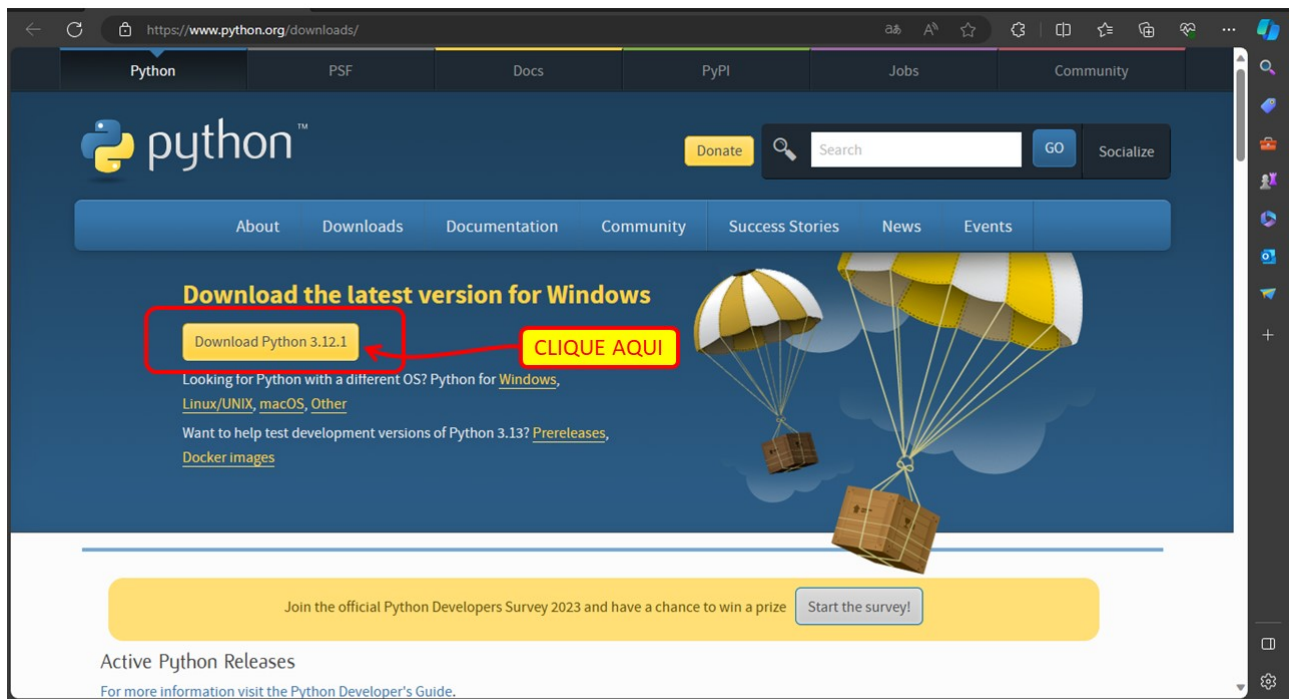 https://www.python.org/downloads/
Python PSF Docs PyPI Jobs Community
python™
Donate Search GO Socialize
About Downloads Documentation Community Success Stories News Events
Download the latest version for Windows
Download Python 3.12.1
CLIQUE AQUI
Looking for Python with a different OS? Python for Windows,
Linux/UNIX, macOS, Other
Want to help test development versions of Python 3.13? Prereleases,
Docker images
Join the official Python Developers Survey 2023 and have a chance to win a prize Start the survey!
Active Python Releases
For more information visit the Python Developer's Guide.